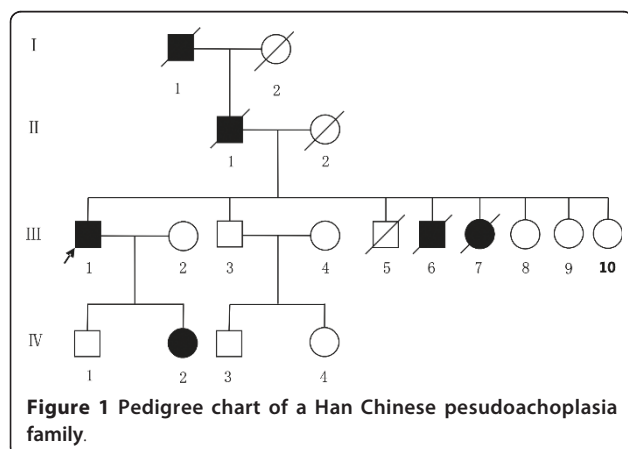 I
1 2
II
1 2
III
1 2 3 4 5 6 7 8 9 10
IV
1 2 3 4
Figure 1 Pedigree chart of a Han Chinese pesudoachoplasia
family.